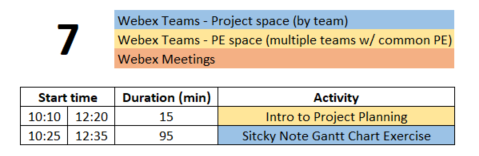 7
Webex Teams - Project space (by team)
Webex Teams - PE space (multiple teams w/ common PE)
Webex Meetings
Start time Duration (min) Activity
10:10 12:20 15 Intro to Project Planning
10:25 12:35 95 Sitcky Note Gantt Chart Exercise